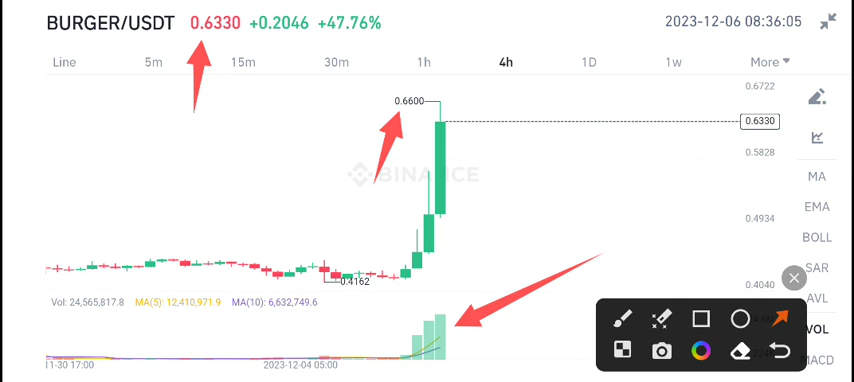 BURGER/USDT 0.6330 +0.2046 +47.76% 2023-12-06 08:36:05
Line 5m 15m 30m 1h 4h 1D 1w More
0.6722
0.6600
0.6330
0.5828
BINANCE
MA
EMA
0.4934
BOLL
SAR
0.4162
0.4040
AVL
Vol: 24,565,817.8 MA(5): 12,410,971.9 MA(10): 6,632,749.6
VOL
MACD
11-30 17:00 2023-12-04 05:00